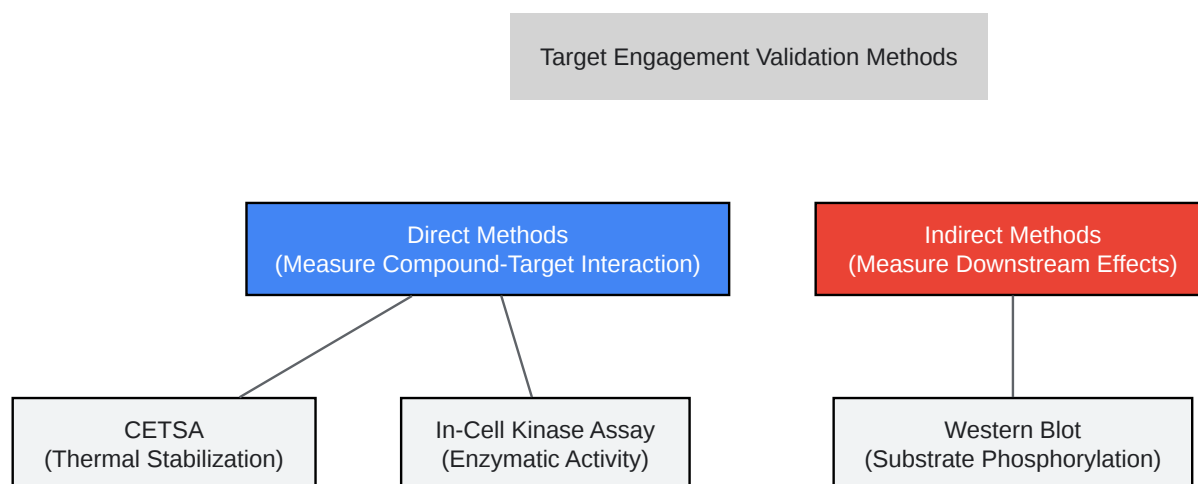 Target Engagement Validation Methods
Direct Methods
(Measure Compound-Target Interaction)
Indirect Methods
(Measure Downstream Effects)
CETSA
(Thermal Stabilization)
In-Cell Kinase Assay
(Enzymatic Activity)
Western Blot
(Substrate Phosphorylation)